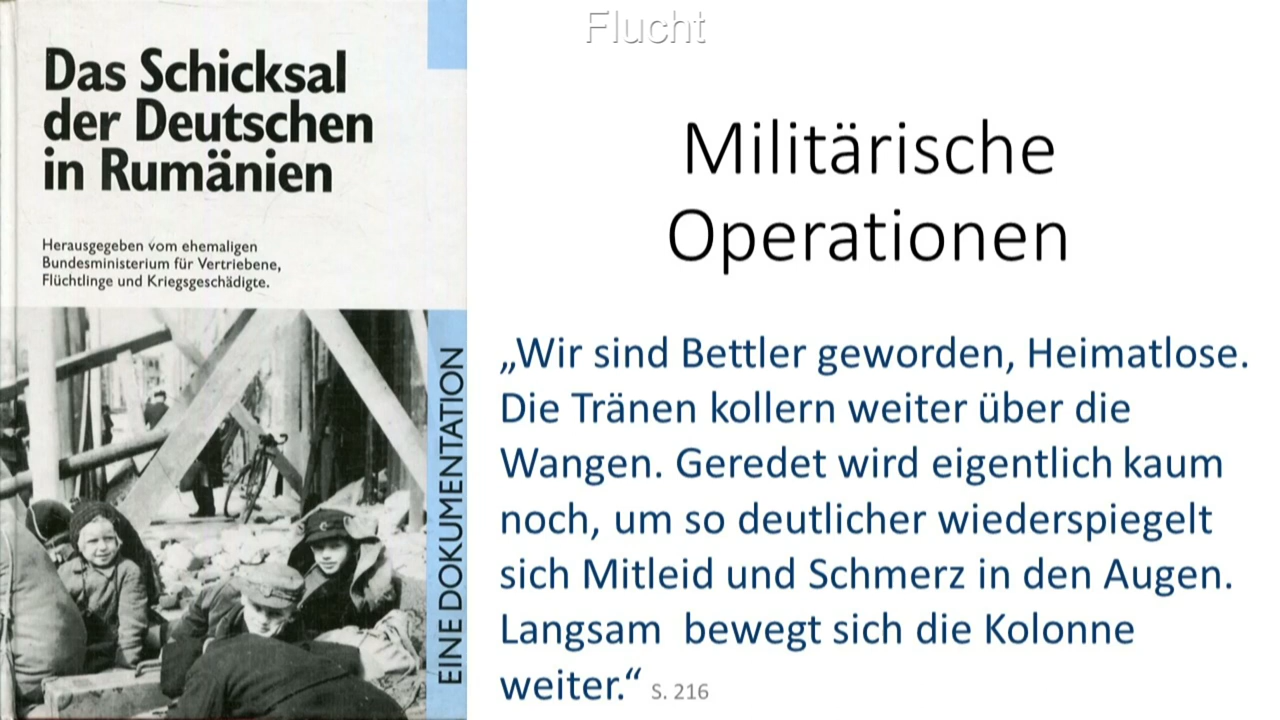 Das Schicksal
der Deutschen
in Rumänien
Herausgegeben vom ehemaligen
Bundesministerium für Vertriebene,
Flüchtlinge und Kriegsgeschädigte.
EINE DOKUMENTATION
Flucht
Militärische
Operationen
„Wir sind Bettler geworden, Heimatlose.
Die Tränen kollern weiter über die
Wangen. Geredet wird eigentlich kaum
noch, um so deutlicher wiederspiegelt
sich Mitleid und Schmerz in den Augen.
Langsam  bewegt sich die Kolonne
weiter.“ S. 216